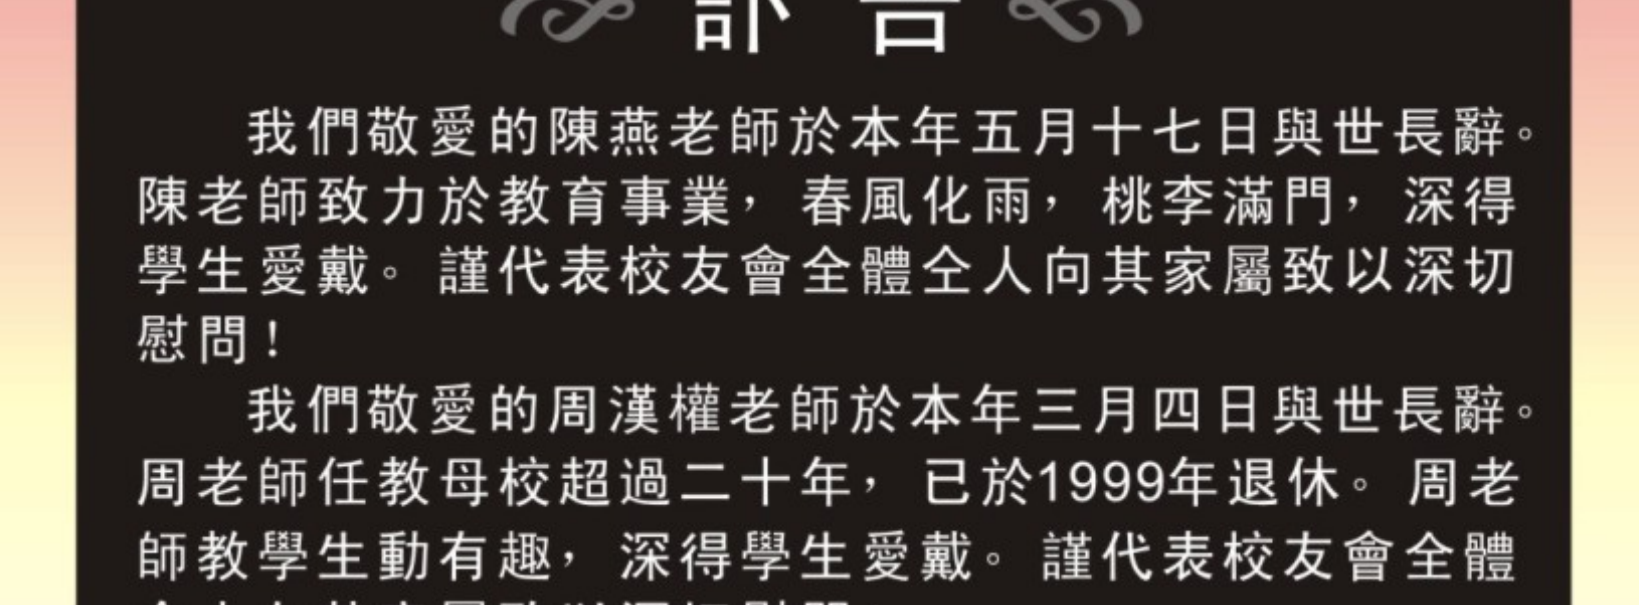 訃告
我們敬愛的陳燕老師於本年五月十七日與世長辭。
陳老師致力於教育事業，春風化雨，桃李滿門，深得
學生愛戴。謹代表校友會全體仝人向其家屬致以深切
慰問！
我們敬愛的周漢權老師於本年三月四日與世長辭。
周老師任教母校超過二十年，已於1999年退休。周老
師教學生動有趣，深得學生愛戴。謹代表校友會全體